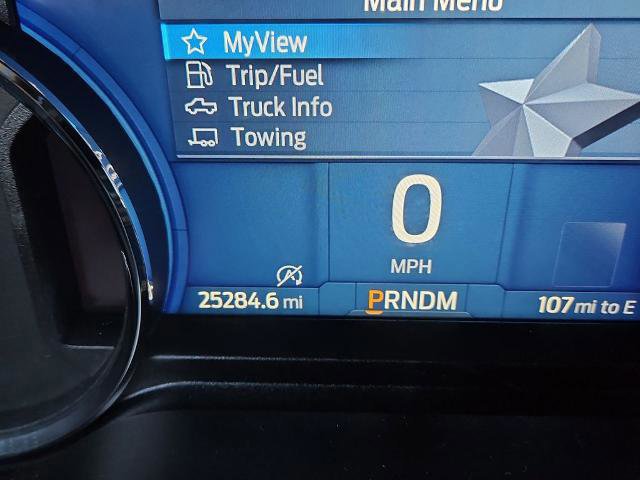 Main Menu
MyView
Trip/Fuel
Truck Info
Towing
0
MPH
25284.6 mi
PRNDM
107 mi to E